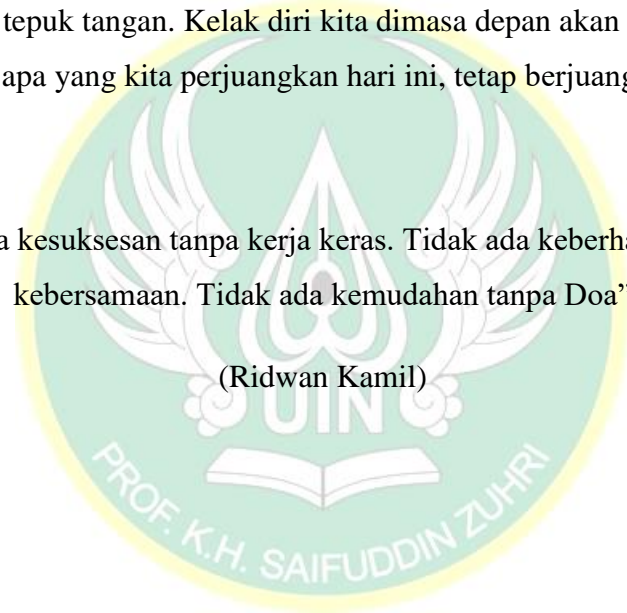 tepuk tangan. Kelak diri kita dimasa depan akan
apa yang kita perjuangkan hari ini, tetap berjuang
a kesuksesan tanpa kerja keras. Tidak ada keberha
kebersamaan. Tidak ada kemudahan tanpa Doa”
(Ridwan Kamil)
UIN
PROF. K.H. SAIFUDDIN ZUHRI